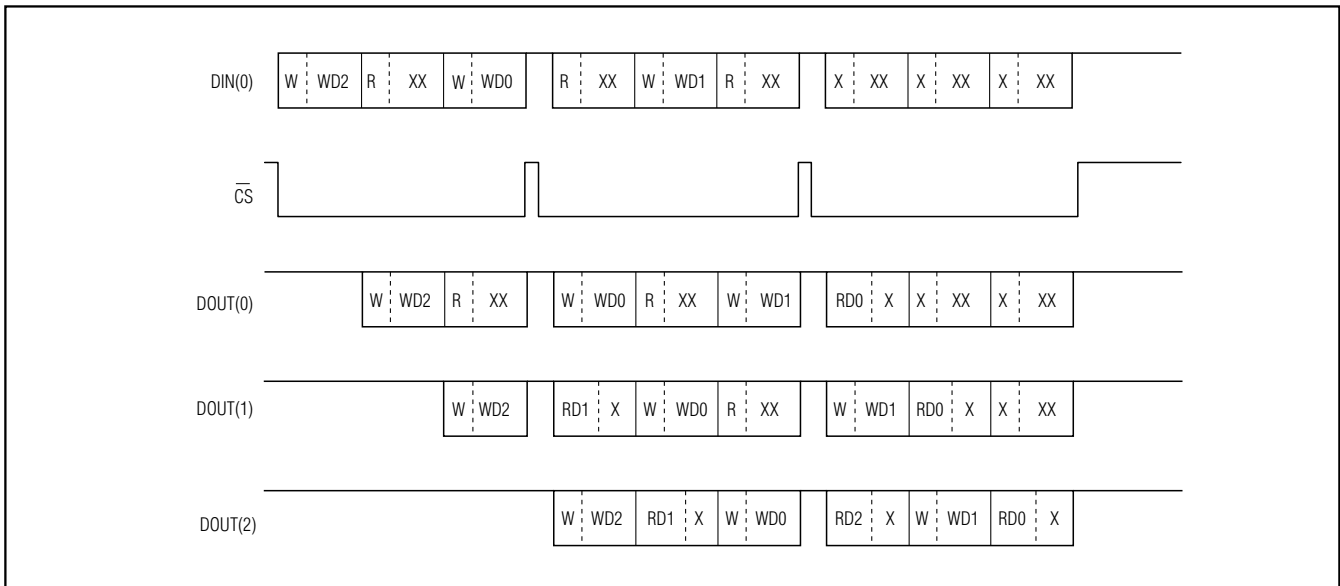 DIN(0) W WD2 R XX W WD0 R XX W WD1 R XX X XX X XX X XX
C̅S̅
DOUT(0) W WD2 R XX W WD0 R XX W WD1 RD0 X X XX X XX
DOUT(1) W WD2 RD1 X W WD0 R XX W WD1 RD0 X X XX
DOUT(2) W WD2 RD1 X W WD0 RD2 X W WD1 RD0 X